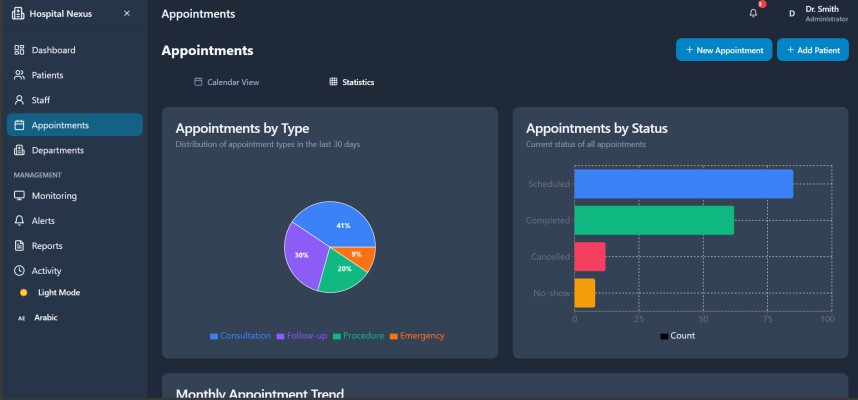 Hospital Nexus
Dashboard
Patients
Staff
Appointments
Departments
MANAGEMENT
Monitoring
Alerts
Reports
Activity
Light Mode
AE Arabic
Appointments
D
Dr. Smith
Administrator
Appointments
+ New Appointment
+ Add Patient
Calendar View
Statistics
Appointments by Type
Distribution of appointment types in the last 30 days
41%
30%
9%
20%
Consultation Follow-up Procedure Emergency
Appointments by Status
Current status of all appointments
Scheduled
Completed
Cancelled
No-show
0 25 50 75 100
Count
Monthly Appointment Trend